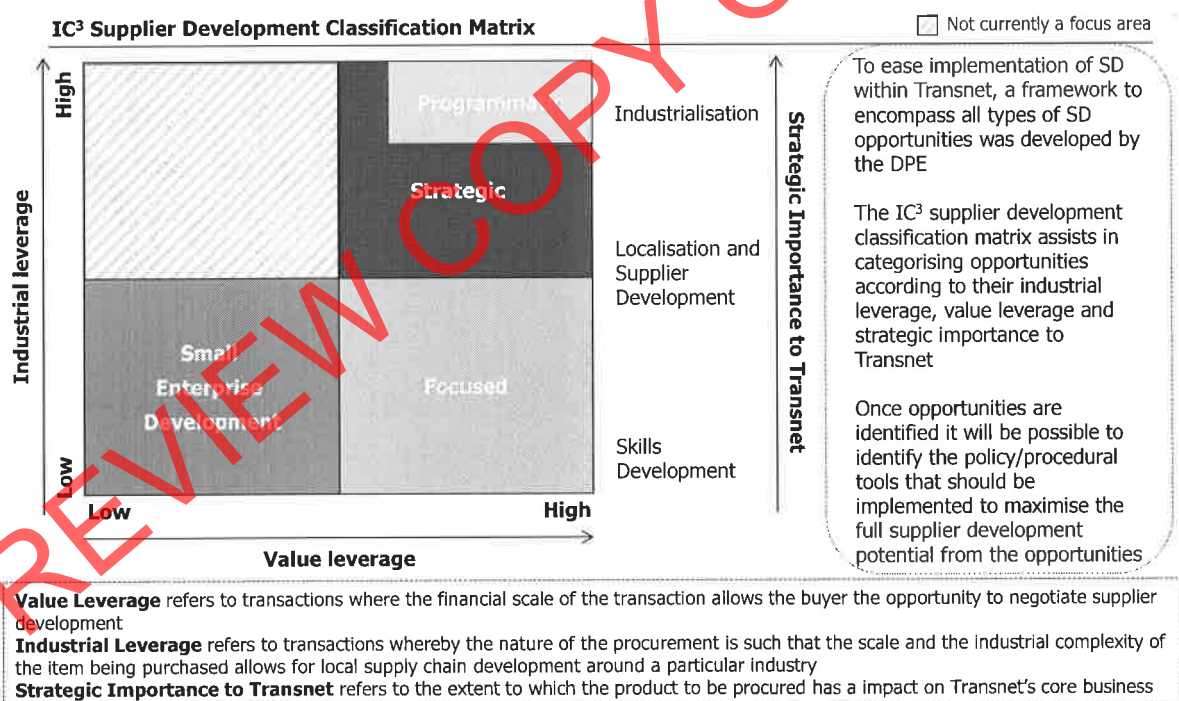 IC³ Supplier Development Classification Matrix
Not currently a focus area
High
Industrial leverage
Low
Programmatic
Strategic
Small
Enterprise
Development
Focused
Low
High
Value leverage
Industrialisation
Localisation and
Supplier
Development
Skills
Development
Strategic Importance to Transnet
To ease implementation of SD
within Transnet, a framework to
encompass all types of SD
opportunities was developed by
the DPE
The IC³ supplier development
classification matrix assists in
categorising opportunities
according to their industrial
leverage, value leverage and
strategic importance to
Transnet
Once opportunities are
identified it will be possible to
identify the policy/procedural
tools that should be
implemented to maximise the
full supplier development
potential from the opportunities
Value Leverage refers to transactions where the financial scale of the transaction allows the buyer the opportunity to negotiate supplier
development
Industrial Leverage refers to transactions whereby the nature of the procurement is such that the scale and the industrial complexity of
the item being purchased allows for local supply chain development around a particular industry
Strategic Importance to Transnet refers to the extent to which the product to be procured has a impact on Transnet's core business
REVIEW COPY